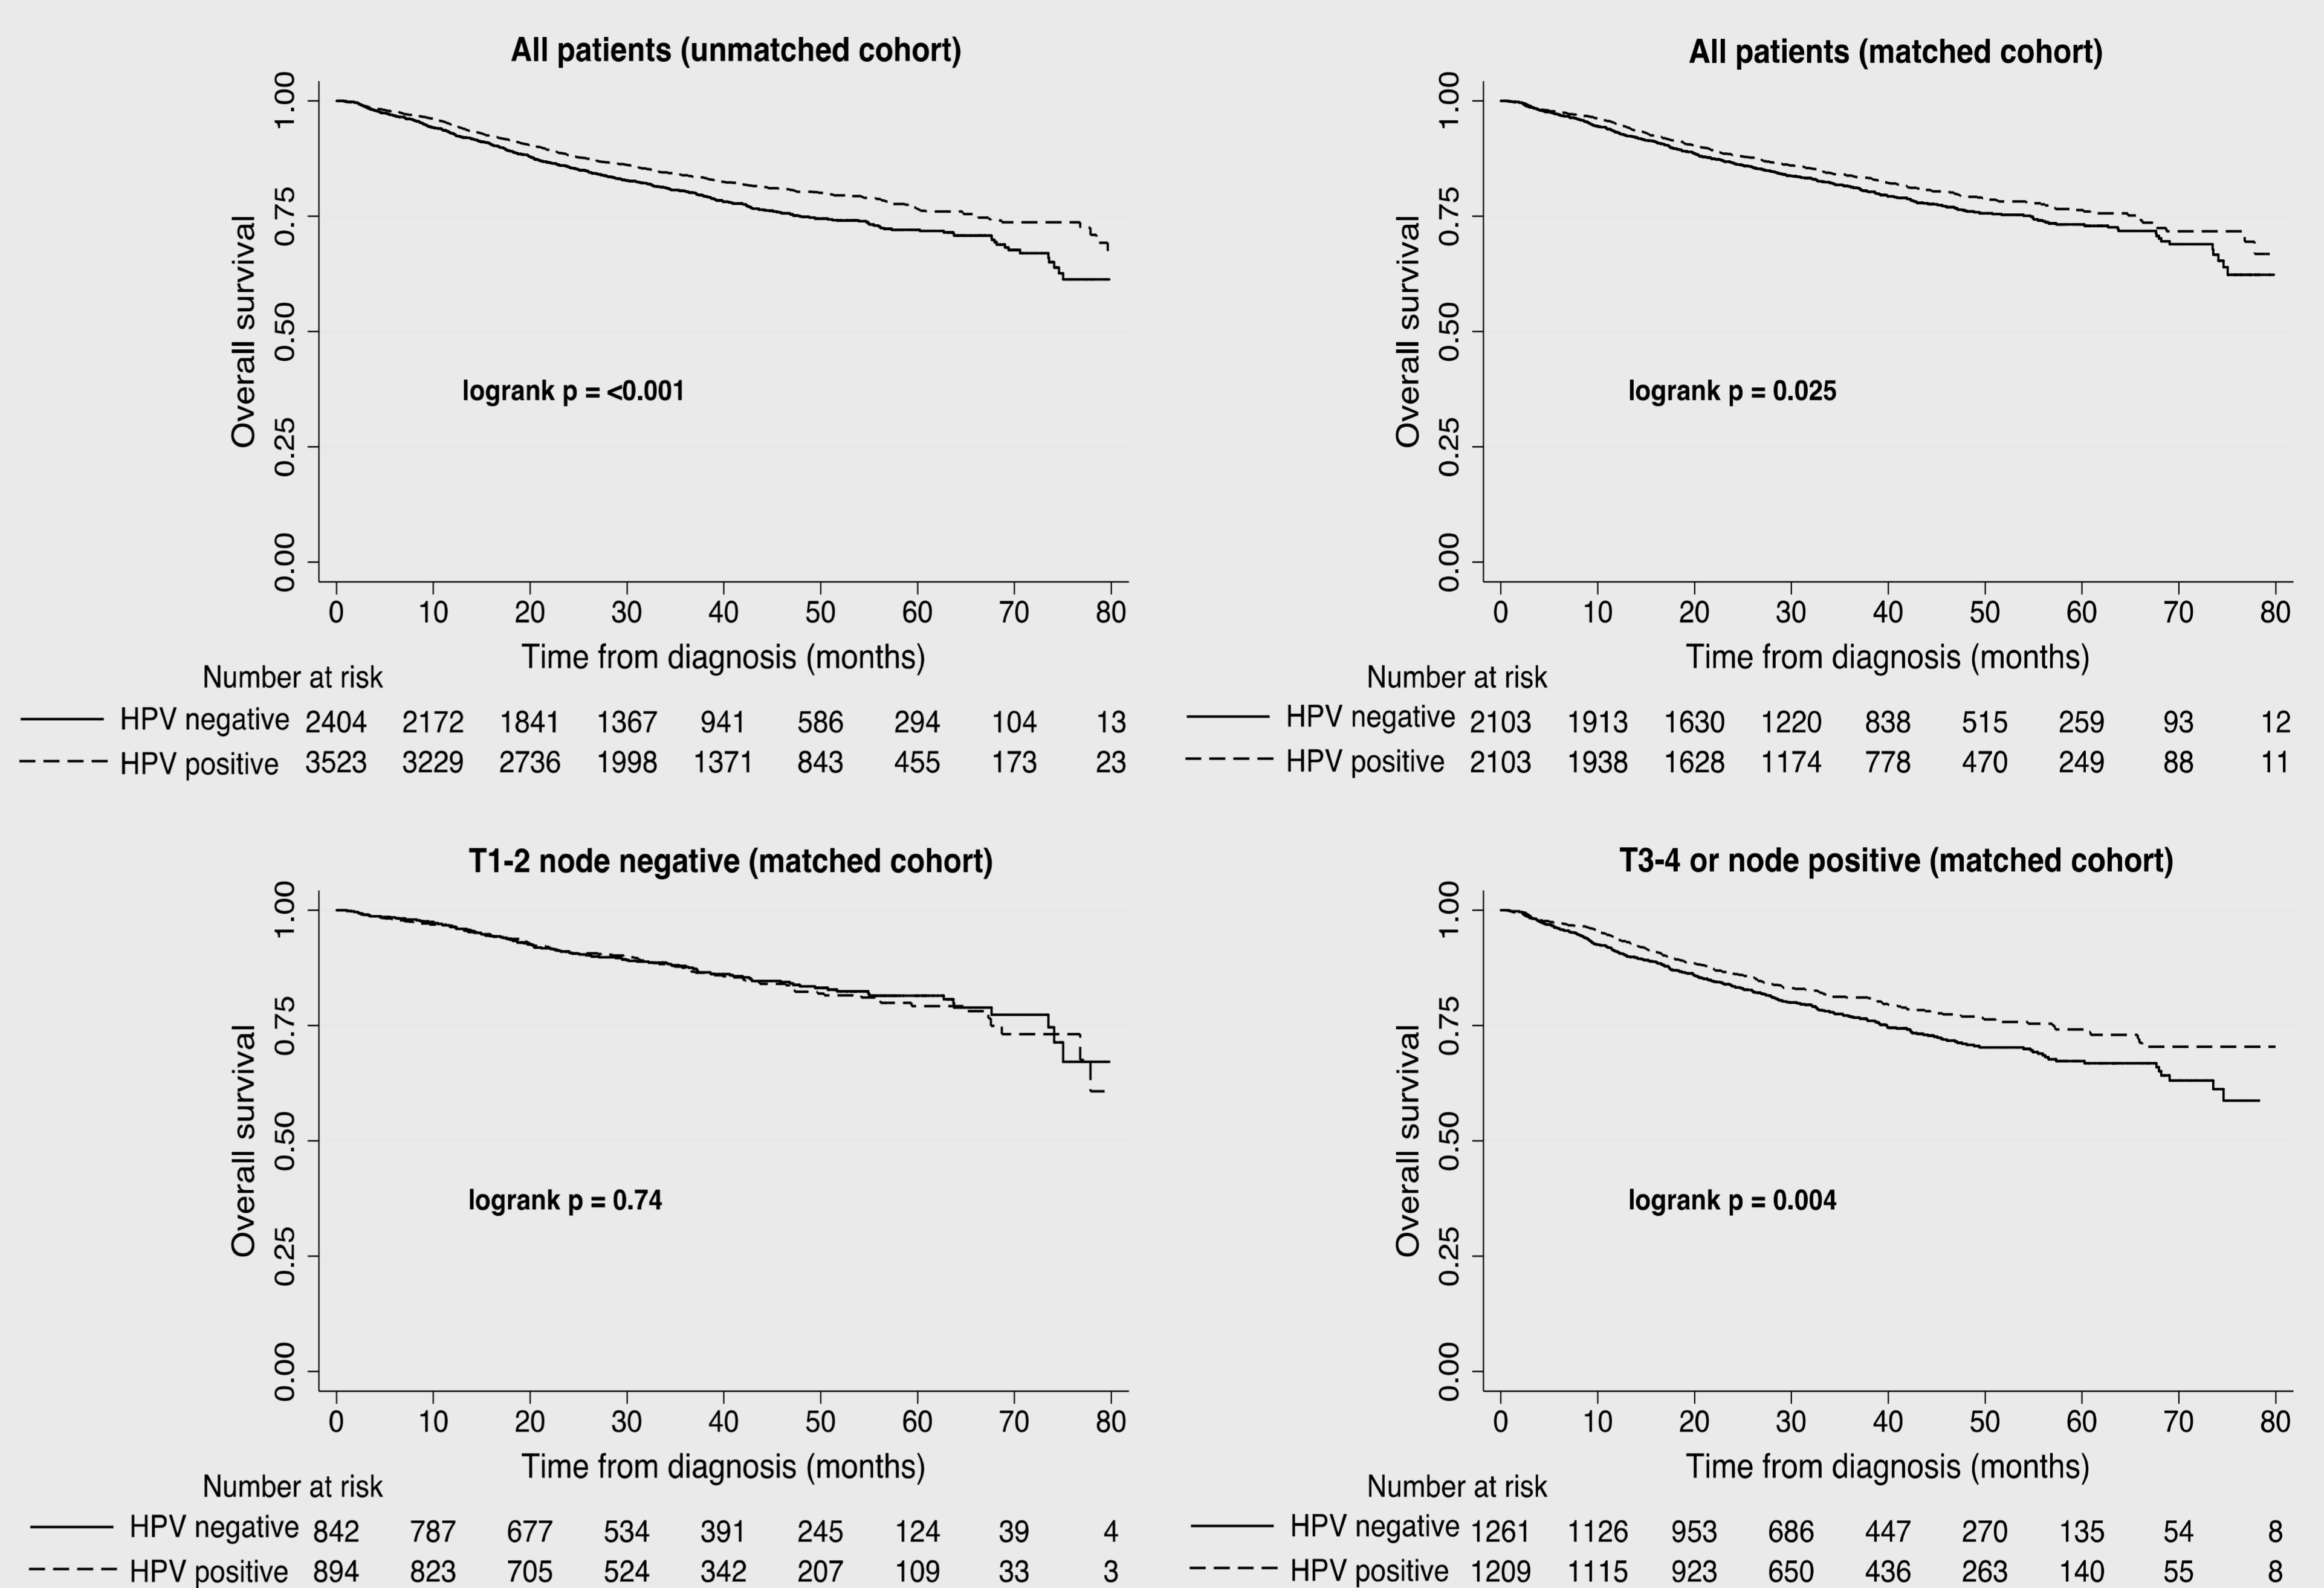 All patients (unmatched cohort)
Overall survival
1.00
0.75
0.50
0.25
0.00
logrank p = <0.001
0 10 20 30 40 50 60 70 80
Time from diagnosis (months)
Number at risk
HPV negative 2404 2172 1841 1367 941 586 294 104 13
HPV positive 3523 3229 2736 1998 1371 843 455 173 23
All patients (matched cohort)
Overall survival
1.00
0.75
0.50
0.25
0.00
logrank p = 0.025
0 10 20 30 40 50 60 70 80
Time from diagnosis (months)
Number at risk
HPV negative 2103 1913 1630 1220 838 515 259 93 12
HPV positive 2103 1938 1628 1174 778 470 249 88 11
T1-2 node negative (matched cohort)
Overall survival
1.00
0.75
0.50
0.25
0.00
logrank p = 0.74
0 10 20 30 40 50 60 70 80
Time from diagnosis (months)
Number at risk
HPV negative 842 787 677 534 391 245 124 39 4
HPV positive 894 823 705 524 342 207 109 33 3
T3-4 or node positive (matched cohort)
Overall survival
1.00
0.75
0.50
0.25
0.00
logrank p = 0.004
0 10 20 30 40 50 60 70 80
Time from diagnosis (months)
Number at risk
HPV negative 1261 1126 953 686 447 270 135 54 8
HPV positive 1209 1115 923 650 436 263 140 55 8